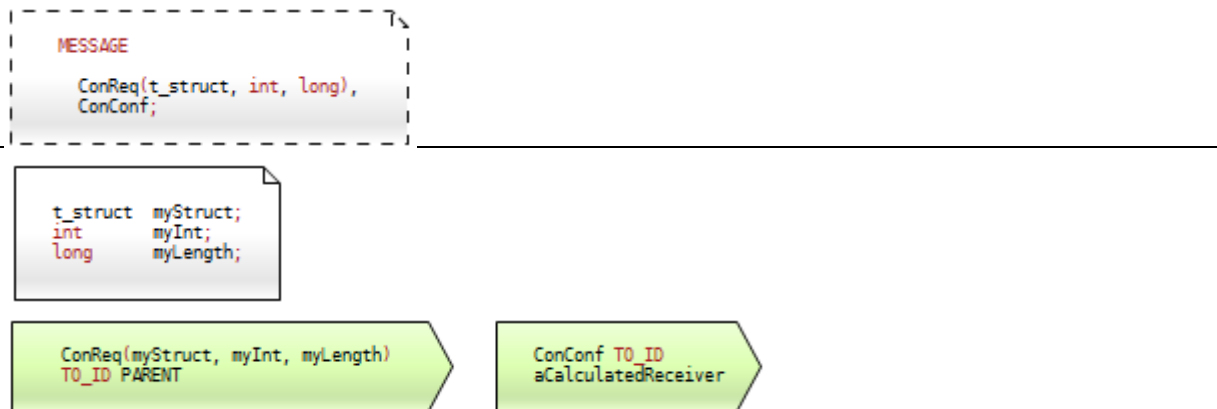 MESSAGE
ConReq(t_struct, int, long),
ConConf;
t_struct myStruct;
int myInt;
long myLength;
ConReq(myStruct, myInt, myLength)
TO_ID PARENT
ConConf TO_ID
aCalculatedReceiver